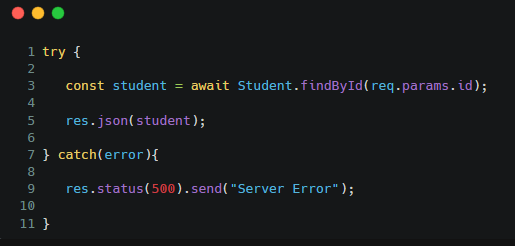 1 try {
2
3 const student = await Student.findById(req.params.id);
4
5 res.json(student);
6
7 } catch(error){
8
9 res.status(500).send("Server Error");
10
11 }